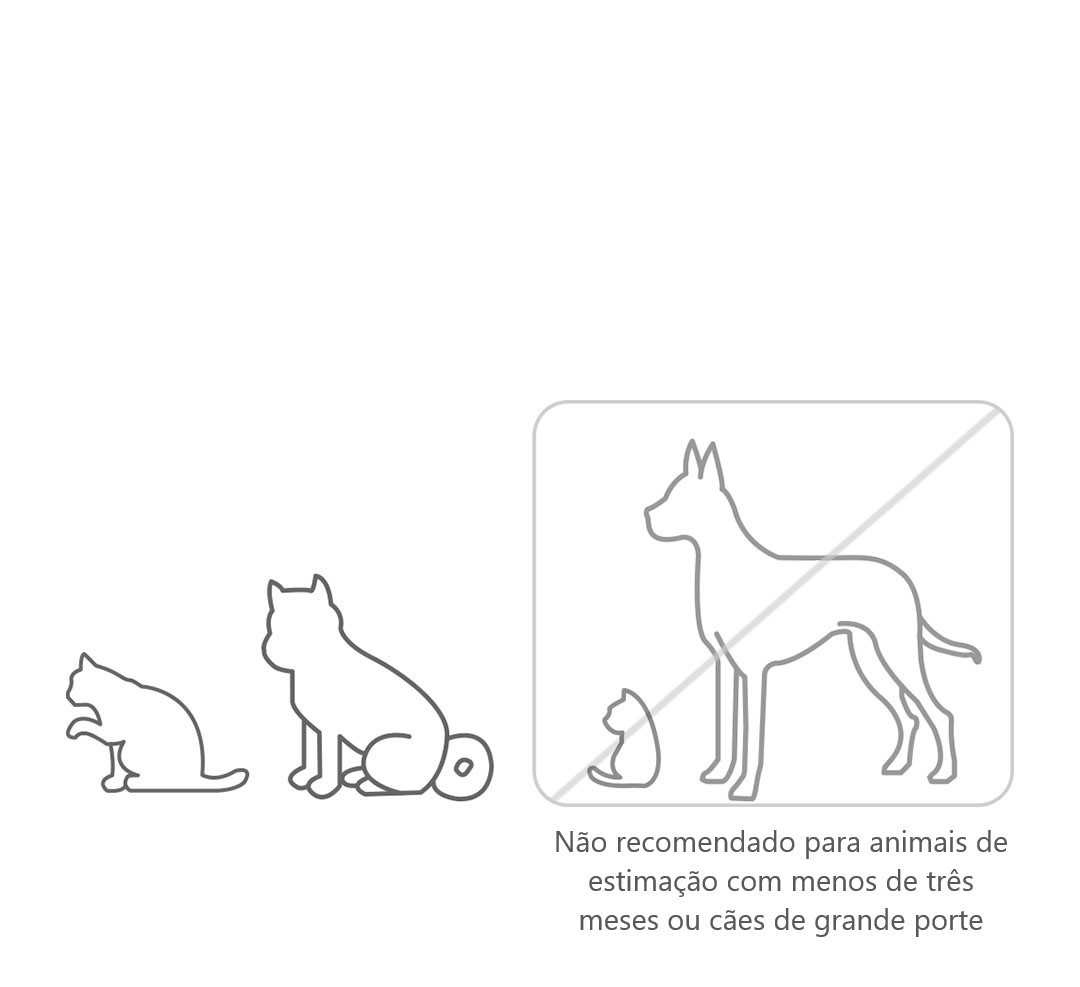 Não recomendado para animais de
estimação com menos de três
meses ou cães de grande porte